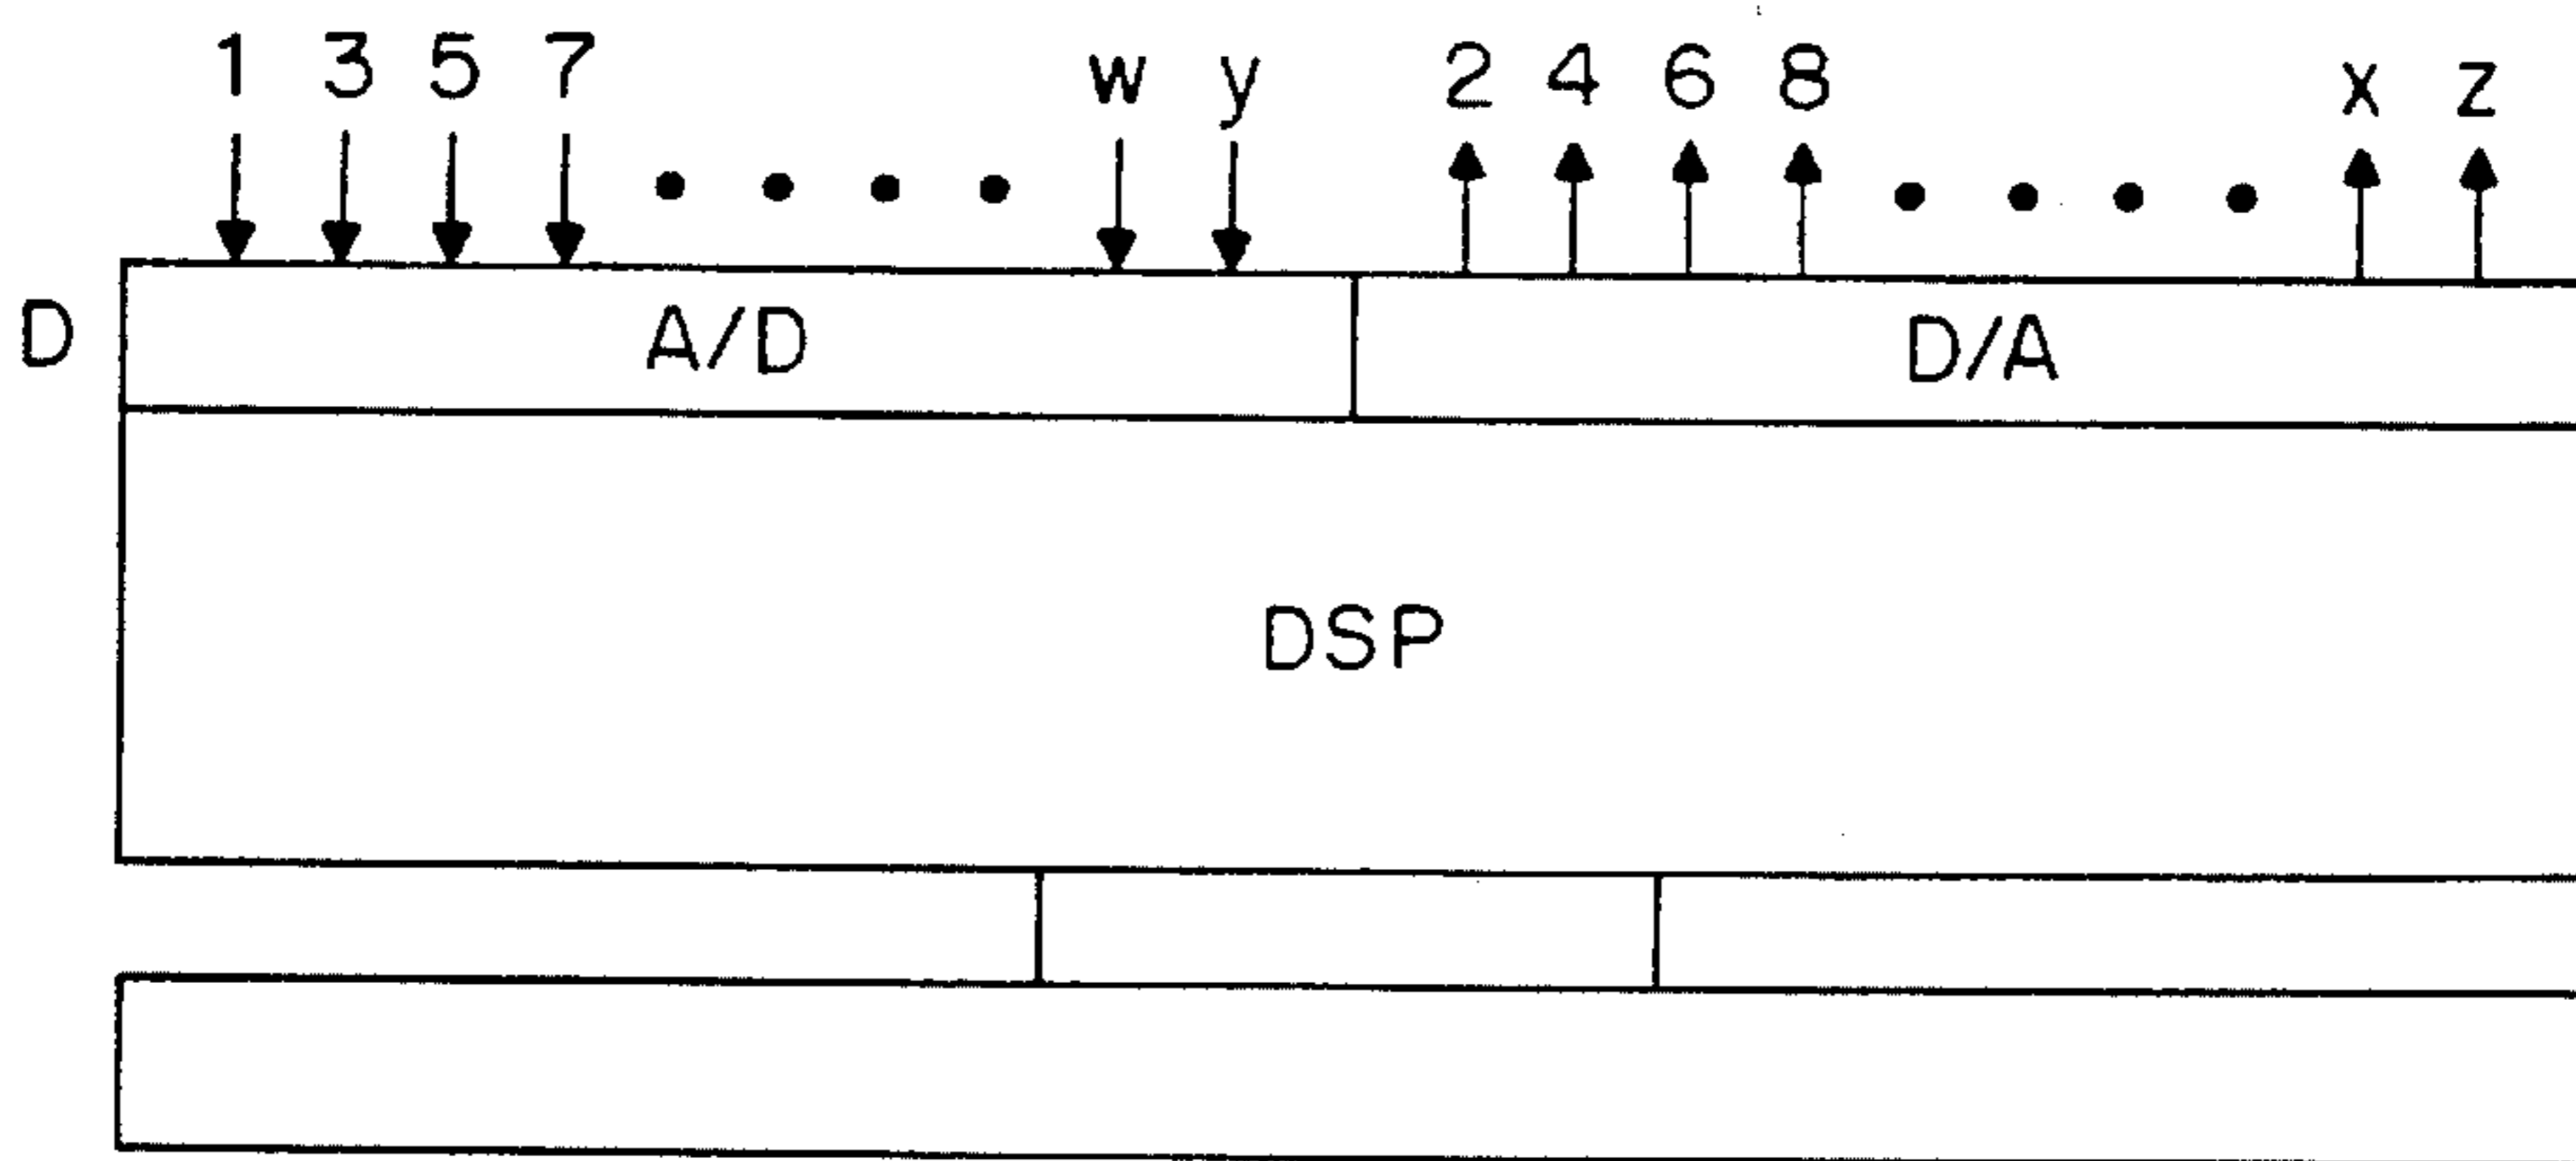 1 3 5 7 • • • • w y 2 4 6 8 • • • • x z
D A/D D/A
DSP